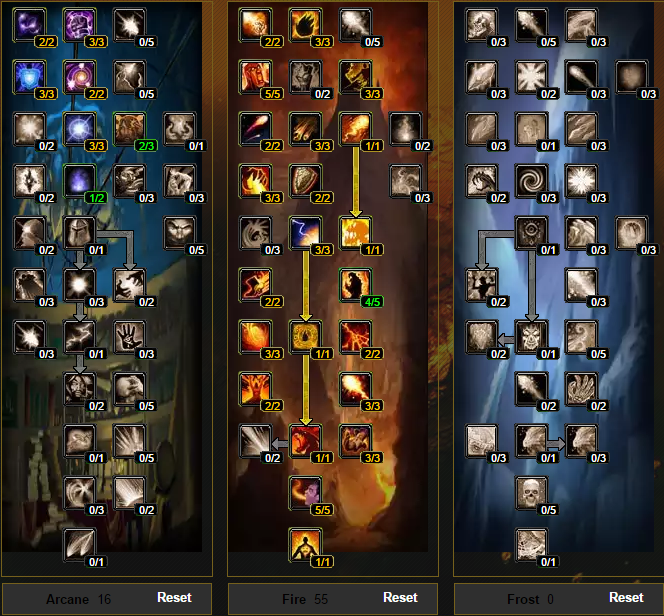 2/2 3/3 0/5
3/3 2/2 0/5
0/2 3/3 2/3 0/1
0/2 1/2 0/3 0/3
0/2 0/1 0/5
0/3 0/3 0/2
0/3 0/1 0/3
0/2 0/5
0/1 0/5
0/3 0/2
0/1
Arcane 16 Reset
2/2 3/3 0/5
5/5 0/2 3/3
2/2 3/3 1/1 0/2
3/3 2/2 0/3
0/3 3/3 1/1
2/2 4/5
3/3 1/1 2/2
2/2 3/3
0/2 1/1 3/3
5/5
1/1
Fire 55 Reset
0/3 0/5 0/3
0/3 0/2 0/3 0/3
0/3 0/1 0/3
0/2 0/3 0/3
0/1 0/3 0/3
0/2 0/3
0/2 0/1 0/5
0/2 0/2
0/3 0/1 0/3
0/5
0/1
Frost 0 Reset